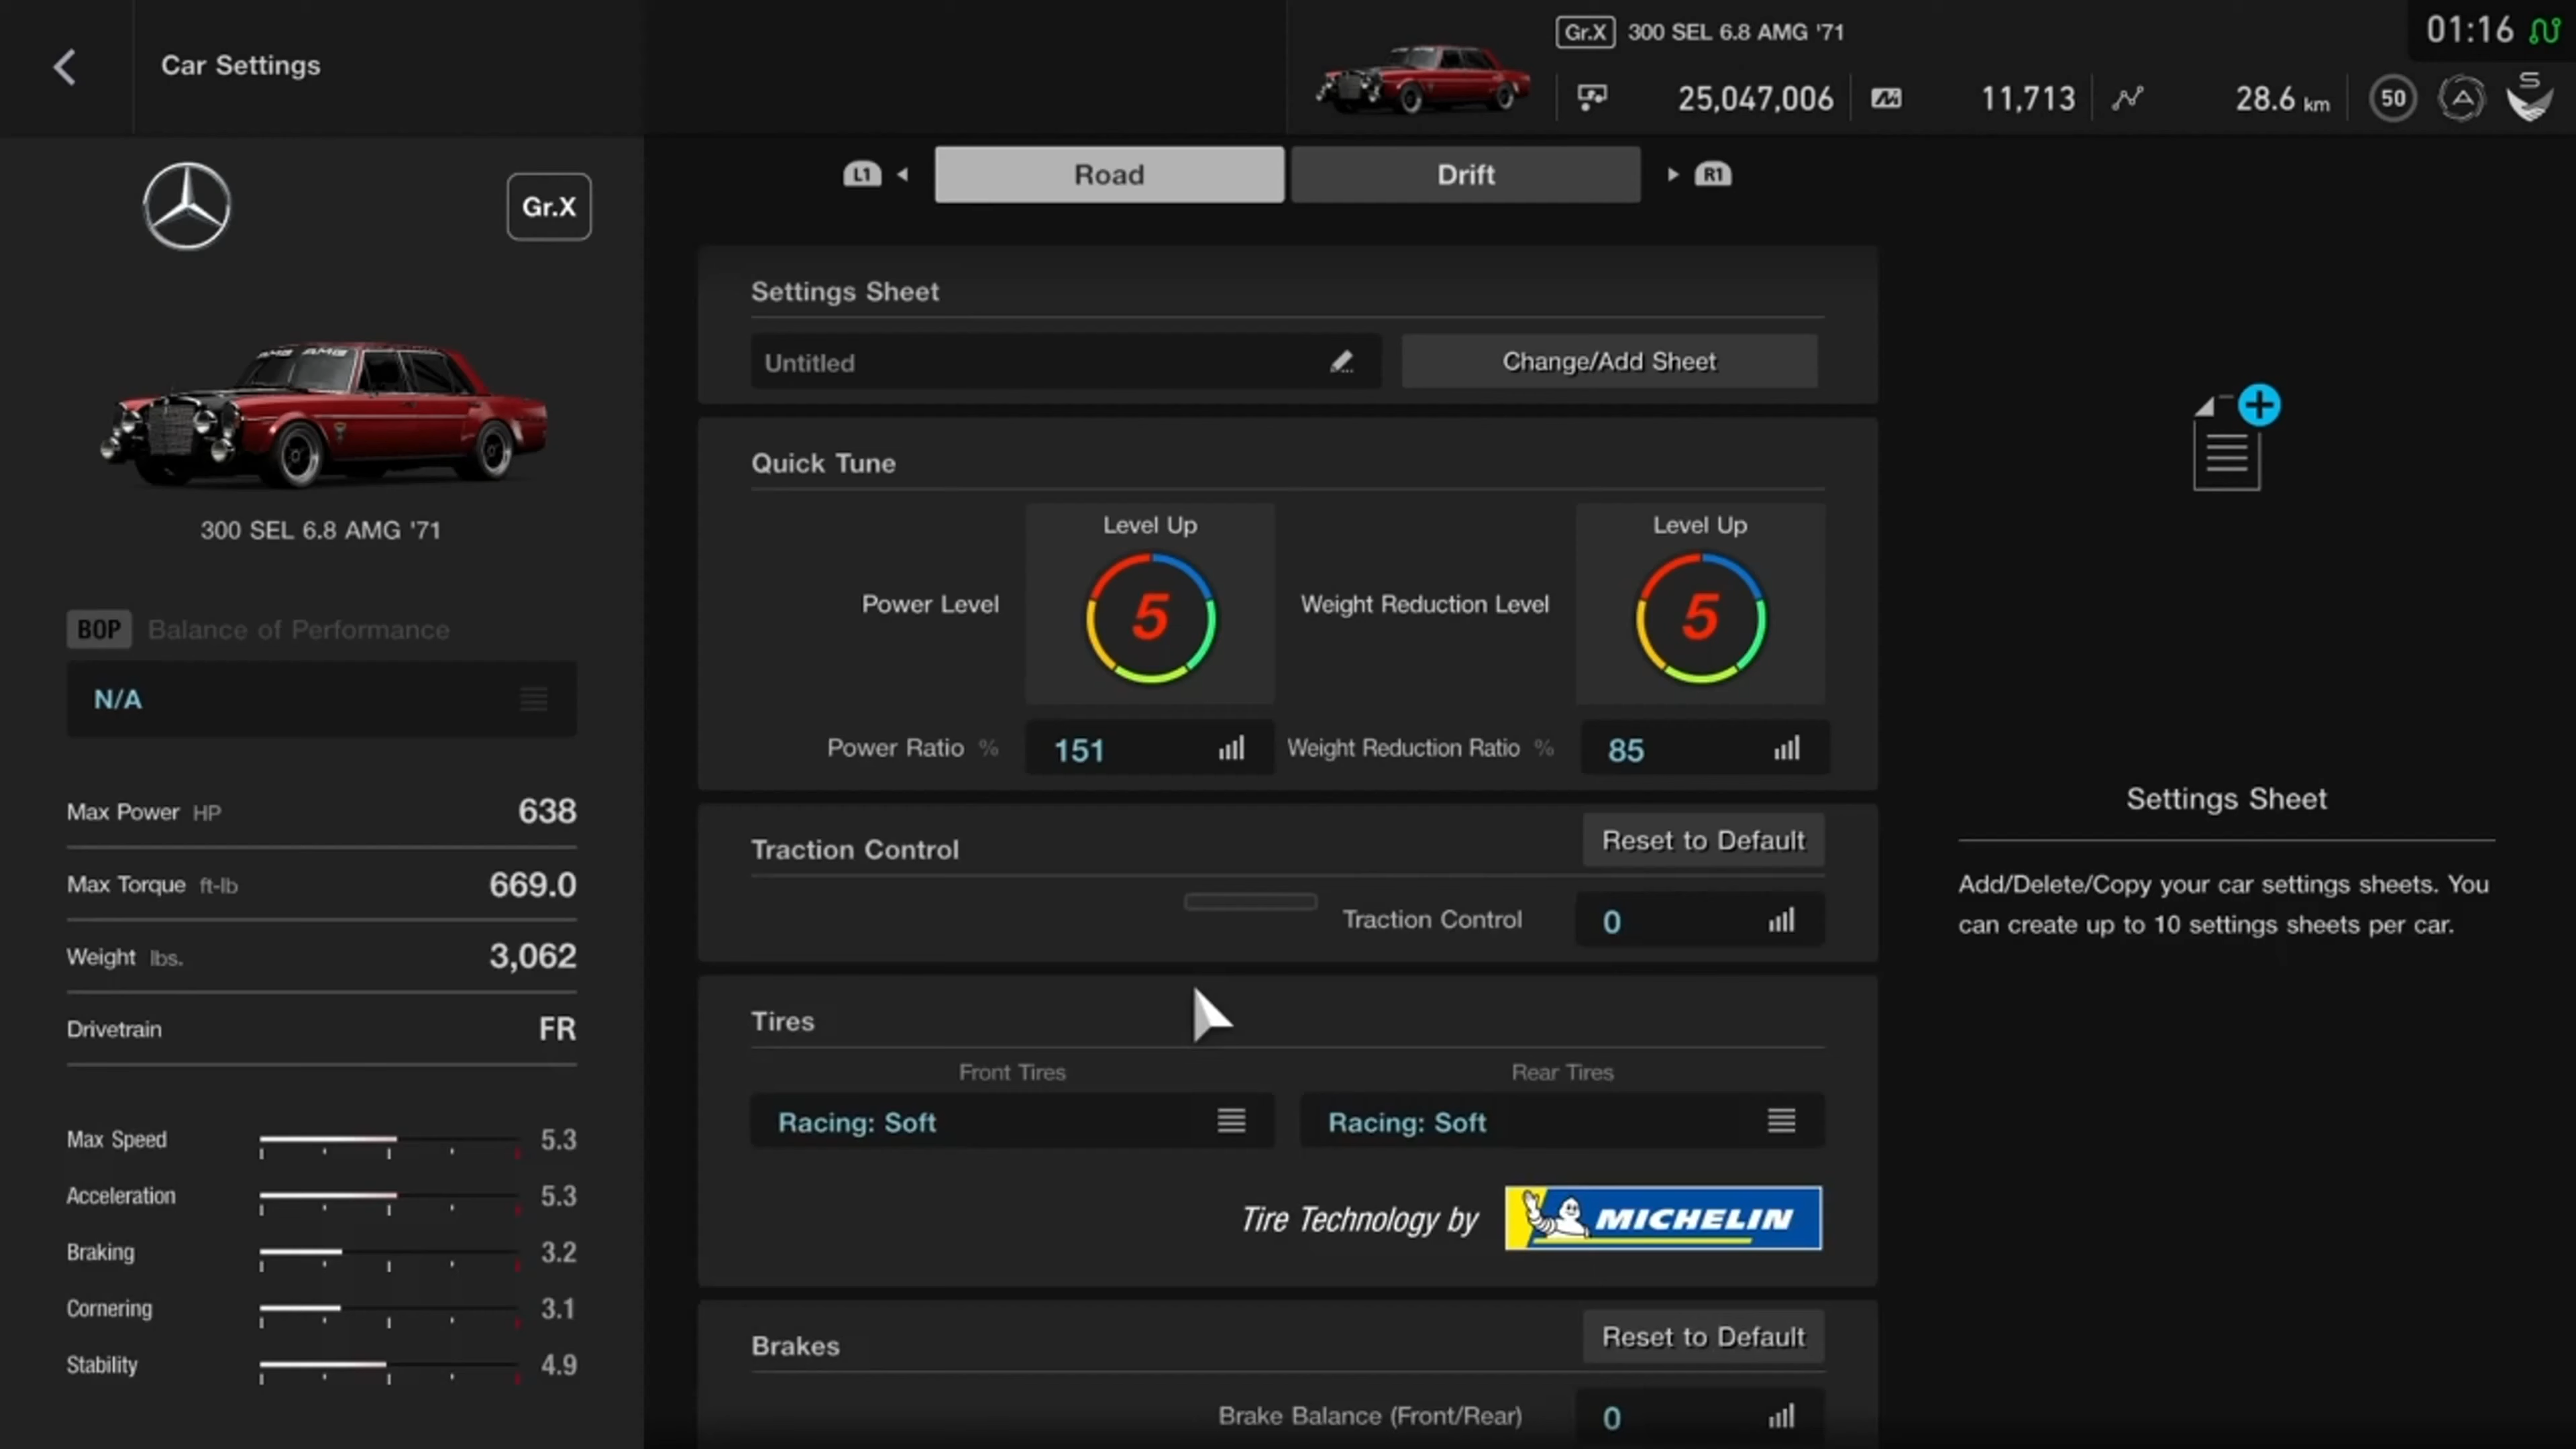 Car Settings
Gr.X 300 SEL 6.8 AMG '71
01:16
25,047,006
11,713
28.6 km
50
A
S
Gr.X
AMG AMG
300 SEL 6.8 AMG '71
BOP Balance of Performance
N/A
Max Power HP 638
Max Torque ft-lb 669.0
Weight lbs. 3,062
Drivetrain FR
Max Speed 5.3
Acceleration 5.3
Braking 3.2
Cornering 3.1
Stability 4.9
L1 Road Drift R1
Settings Sheet
Untitled Change/Add Sheet
Quick Tune
Level Up Level Up
Power Level 5 Weight Reduction Level 5
Power Ratio % 151 Weight Reduction Ratio % 85
Traction Control Reset to Default
Traction Control 0
Tires
Front Tires Rear Tires
Racing: Soft Racing: Soft
Tire Technology by MICHELIN
Brakes Reset to Default
Brake Balance (Front/Rear) 0
Settings Sheet
Add/Delete/Copy your car settings sheets. You
can create up to 10 settings sheets per car.